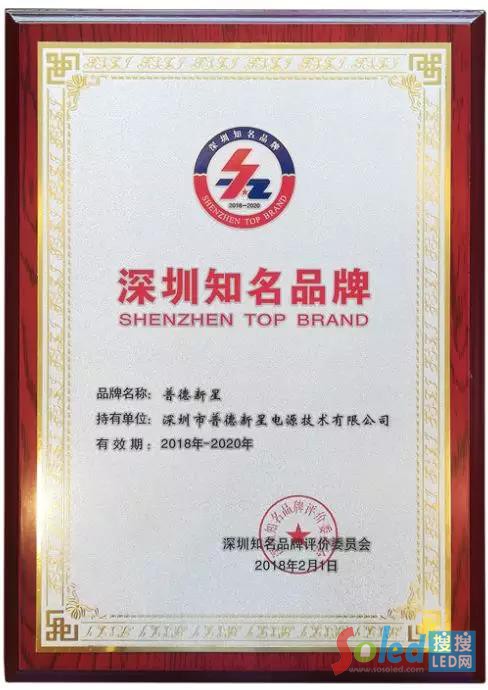 深圳知名品牌
2018-2020
SHENZHEN TOP BRAND
深圳知名品牌
SHENZHEN TOP BRAND
品牌名称：普德新星
持有单位：深圳市普德新星电源技术有限公司
有效期：2018年-2020年
深圳知名品牌评价委员会
2018年2月1日
Soled
搜搜
LED网
www.sosoled.com